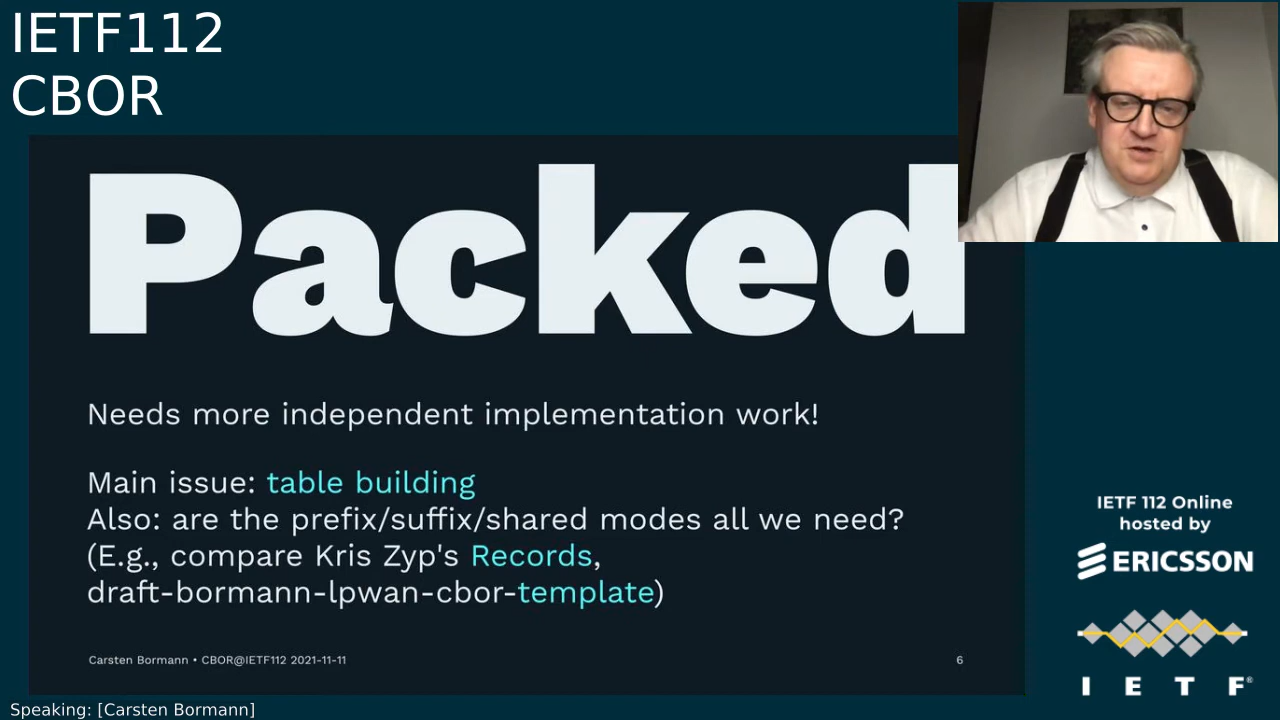 IETF112
CBOR
Packed
Needs more independent implementation work!
Main issue: table building
Also: are the prefix/suffix/shared modes all we need?
(E.g., compare Kris Zyp's Records,
draft-bormann-lpwan-cbor-template)
Carsten Bormann • CBOR@IETF112 2021-11-11
6
IETF 112 Online
hosted by
ERICSSON
I E T F®
Speaking: [Carsten Bormann]